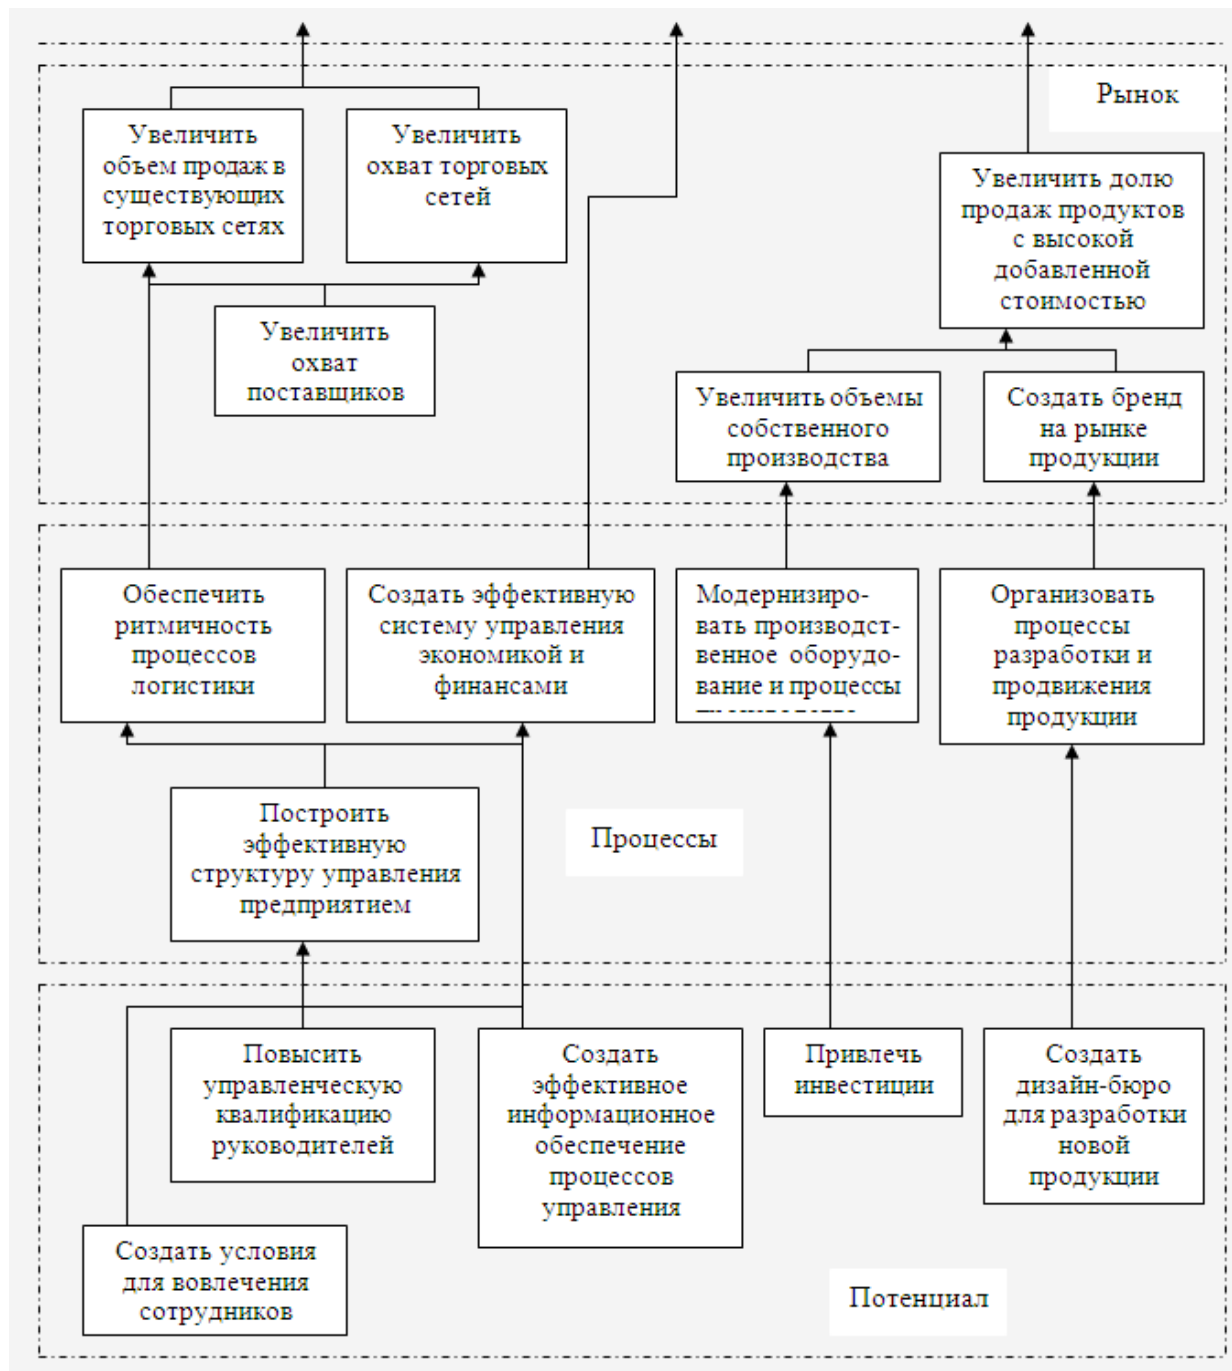 Рынок
Увеличить
объем продаж в
существующих
торговых сетях
Увеличить
охват торговых
сетей
Увеличить долю
продаж продуктов
с высокой
добавленной
стоимостью
Увеличить
охват
поставщиков
Увеличить объемы
собственного
производства
Создать бренд
на рынке
продукции
Обеспечить
ритмичность
процессов
логистики
Создать эффективную
систему управления
экономикой и
финансами
Модернизиро-
вать производст-
венное оборудо-
вание и процессы
Организовать
процессы
разработки и
продвижения
продукции
Построить
эффективную
структуру управления
предприятием
Процессы
Повысить
управленческую
квалификацию
руководителей
Создать
эффективное
информационное
обеспечение
процессов
управления
Привлечь
инвестиции
Создать
дизайн-бюро
для разработки
новой
продукции
Создать условия
для вовлечения
сотрудников
Потенциал